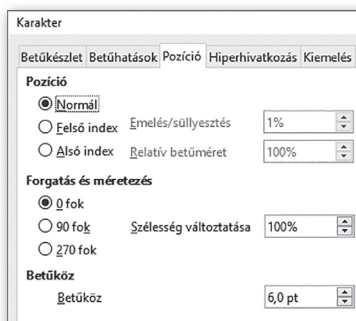 Karakter
Betűkészlet Betűhatások Pozíció Hiperhivatkozás Kiemelés
Pozíció
Normál
Felső index Emelés/süllyesztés 1%
Alsó index Relatív betűméret 100%
Forgatás és méretezés
0 fok
90 fok Szélesség változtatása 100%
270 fok
Betűköz
Betűköz 6,0 pt